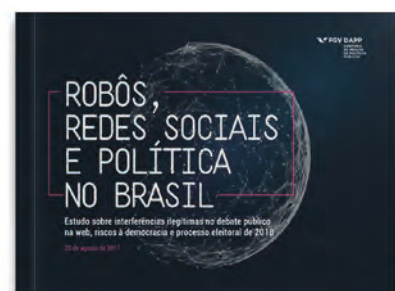 FGV DAPP
ROBÔS,
REDES SOCIAIS
E POLÍTICA
NO BRASIL
Estudo sobre interferências ilegítimas no debate público
na web, riscos à democracia e processo eleitoral de 2018
20 de agosto de 2017